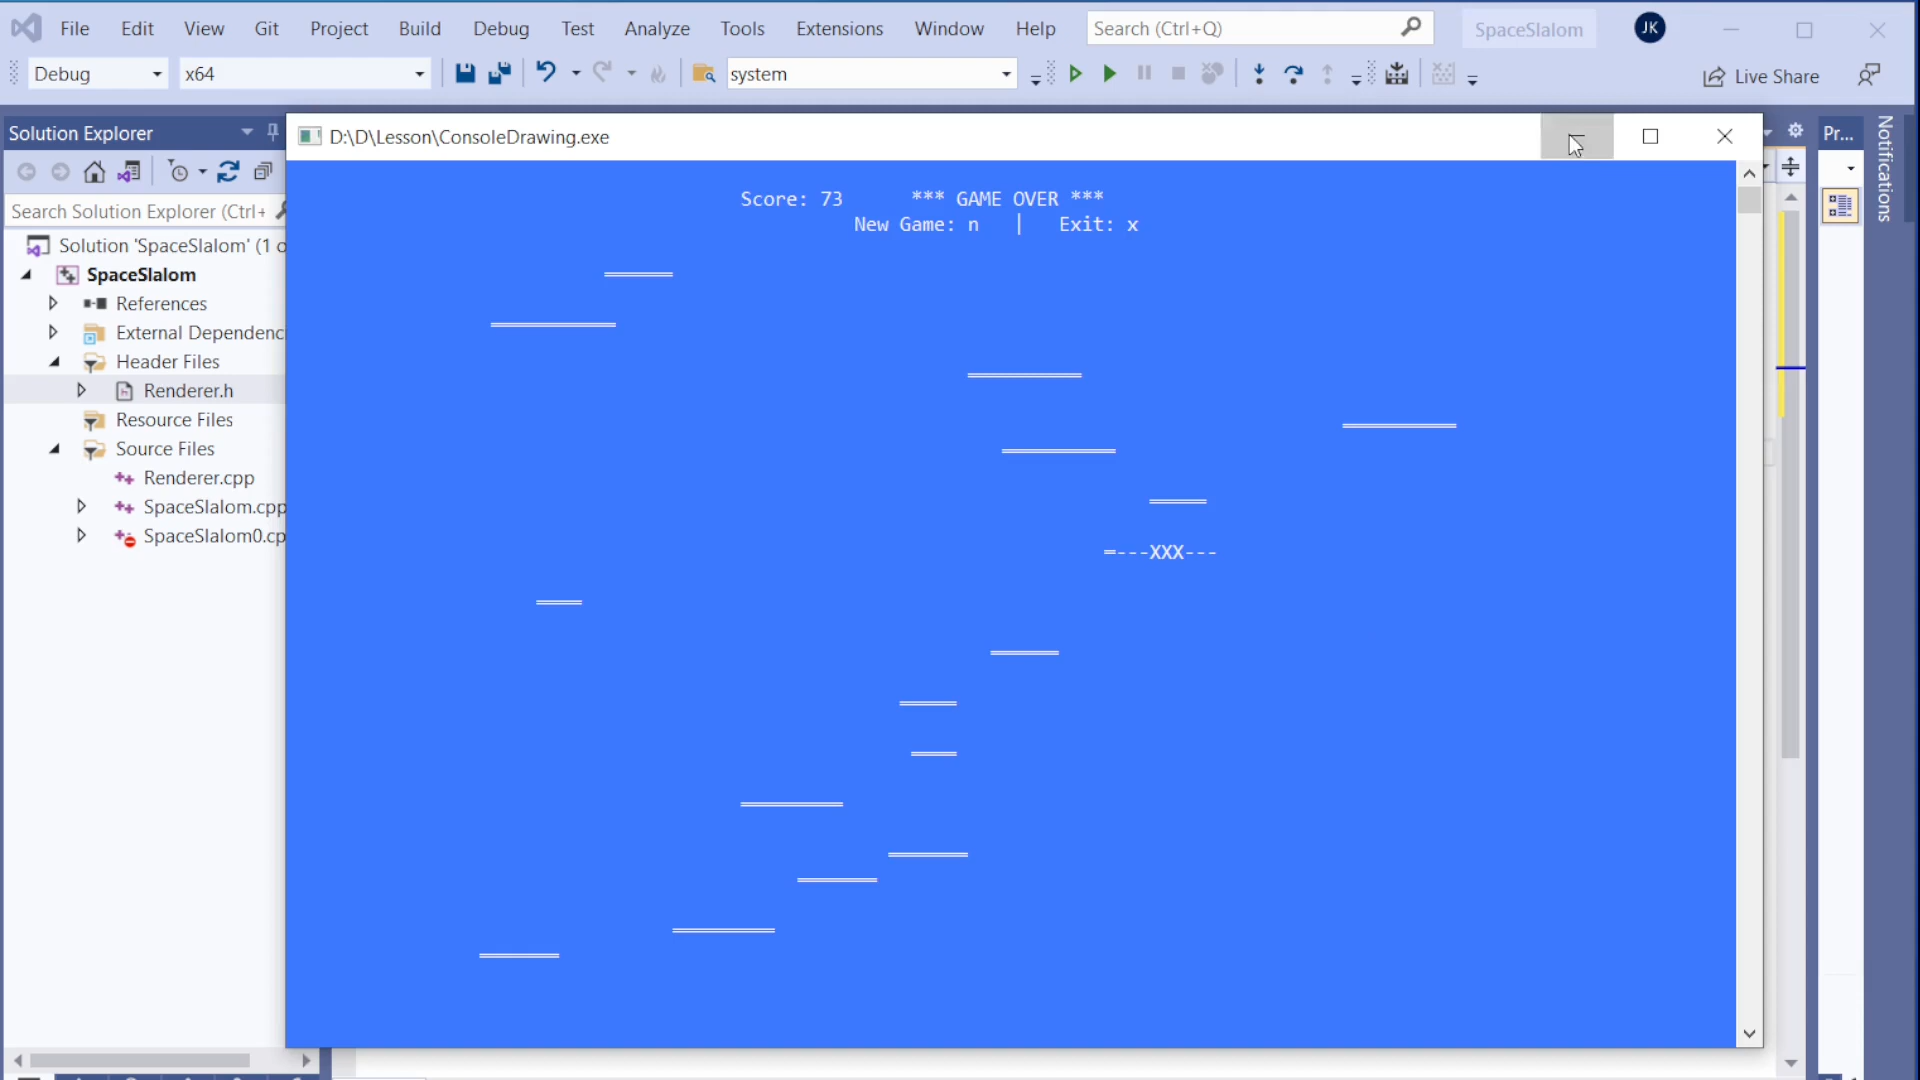 File Edit View Git Project Build Debug Test Analyze Tools Extensions Window Help Search (Ctrl+Q) SpaceSlalom JK
Debug x64 system Live Share
Solution Explorer
D:\D\Lesson\ConsoleDrawing.exe
Pr...
Notifications
Search Solution Explorer (Ctrl+
Score: 73 *** GAME OVER ***
New Game: n | Exit: x
Solution 'SpaceSlalom' (1 o
SpaceSlalom
References
External Dependenci
Header Files
Renderer.h
Resource Files
Source Files
Renderer.cpp
SpaceSlalom.cpp
SpaceSlalom0.cp
=---XXX---